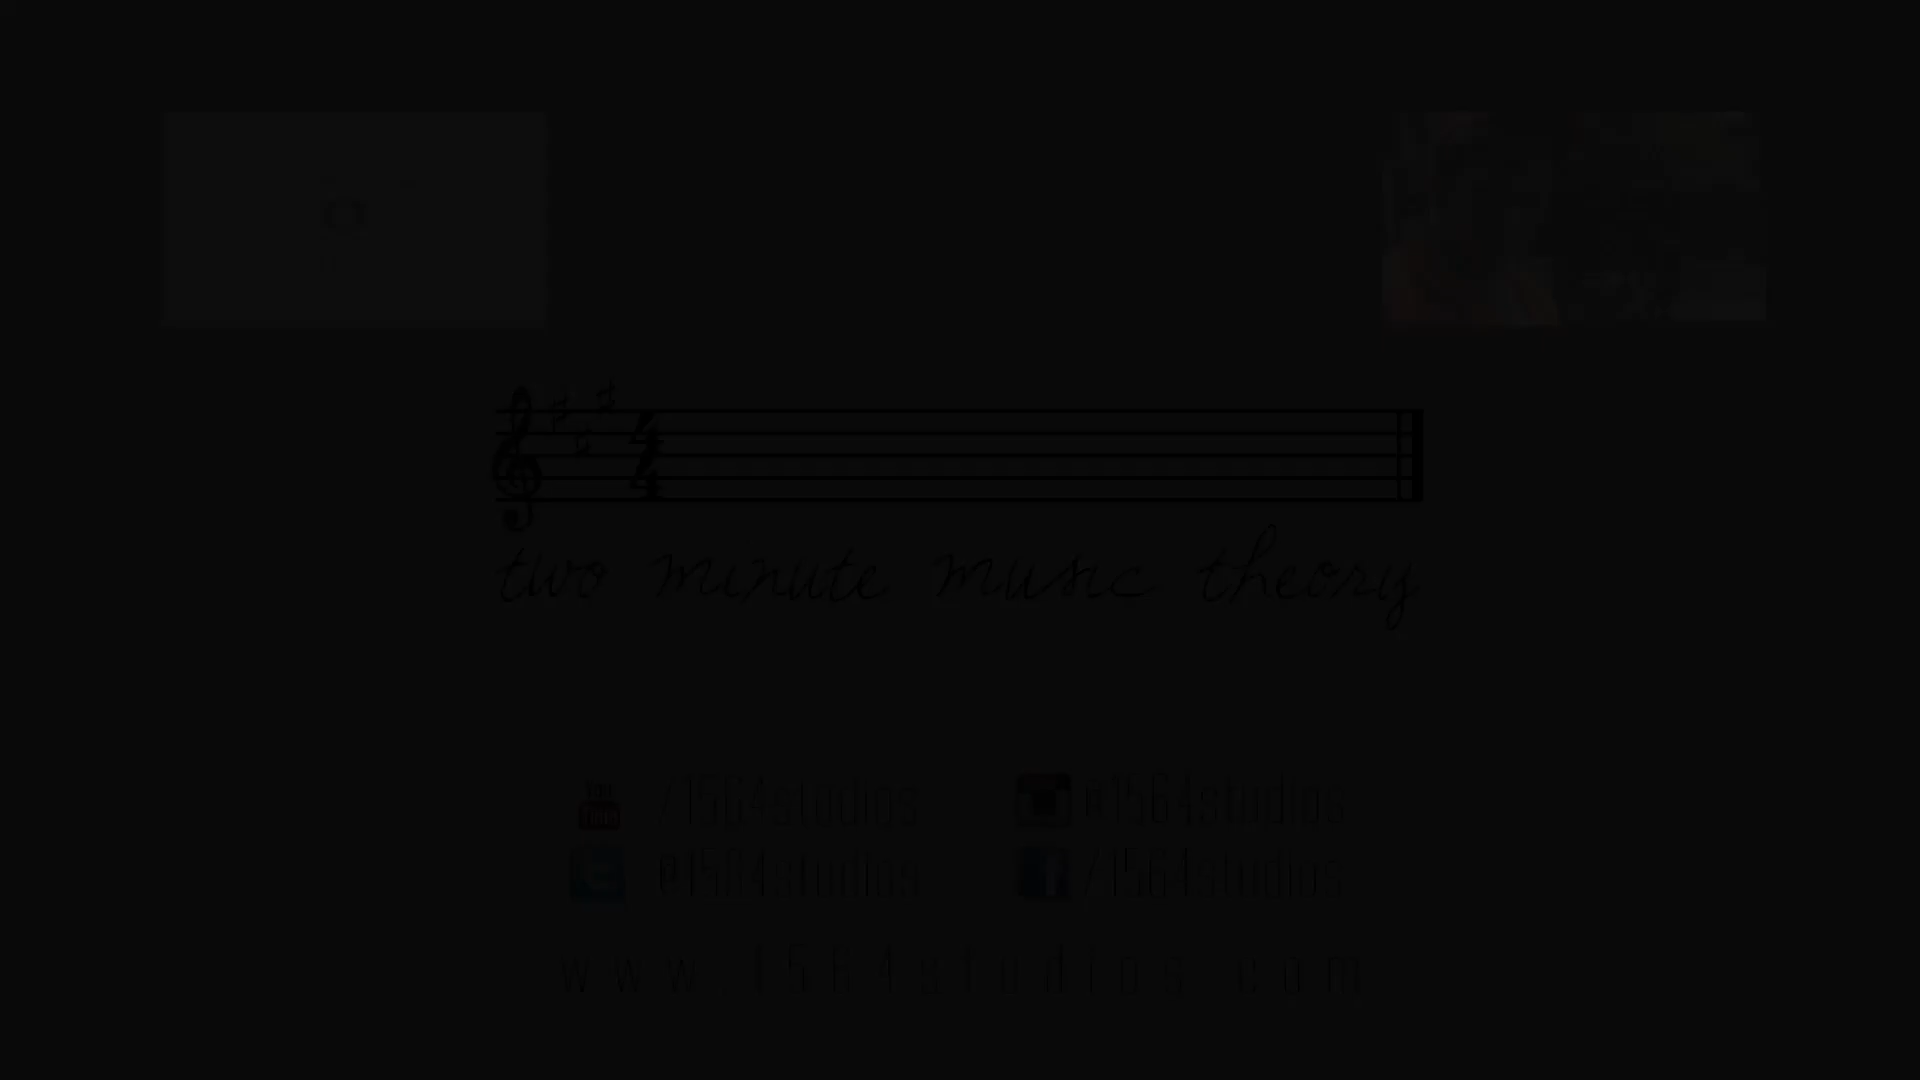 two minute music theory
/1564studios @1564studios
@1564studios /1564studios
www.1564studios.com